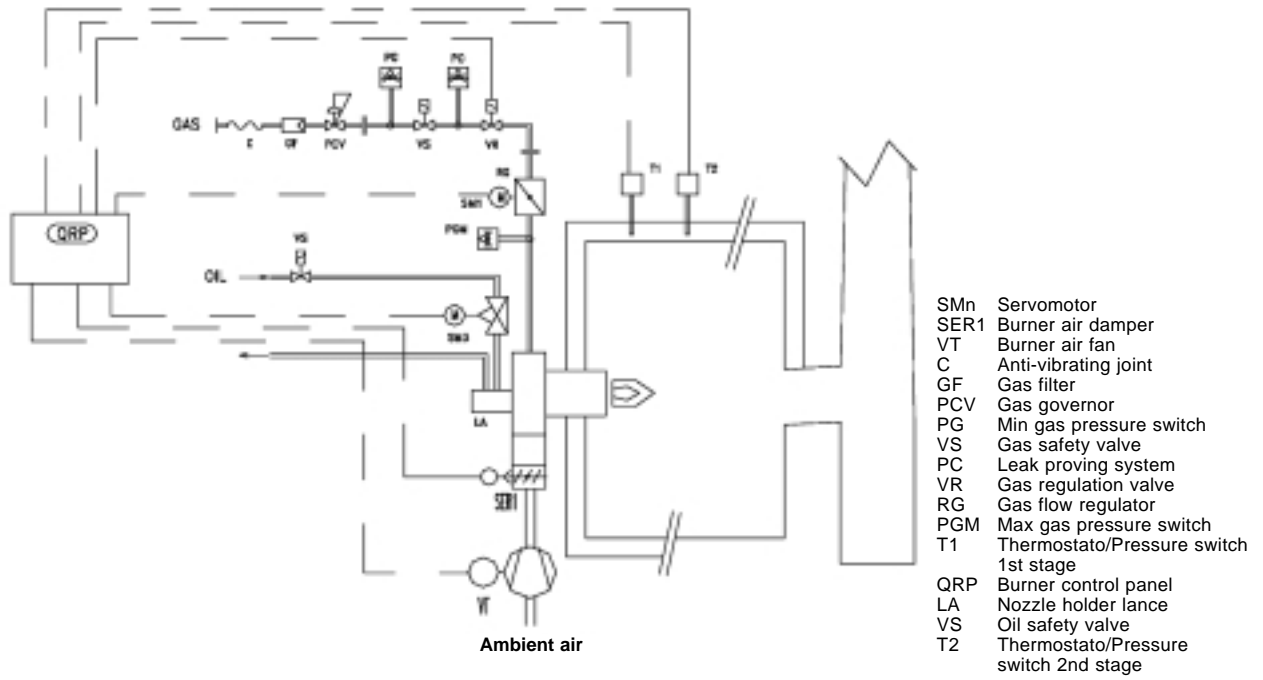 PG
PC
GAS
C
GF
PCV
VS
VR
RG
T1
T2
SM1
QRP
PGM
VS
OIL
LA
SER1
VT
Ambient air
SMn Servomotor
SER1 Burner air damper
VT Burner air fan
C Anti-vibrating joint
GF Gas filter
PCV Gas governor
PG Min gas pressure switch
VS Gas safety valve
PC Leak proving system
VR Gas regulation valve
RG Gas flow regulator
PGM Max gas pressure switch
T1 Thermostato/Pressure switch
1st stage
QRP Burner control panel
LA Nozzle holder lance
VS Oil safety valve
T2 Thermostato/Pressure
switch 2nd stage